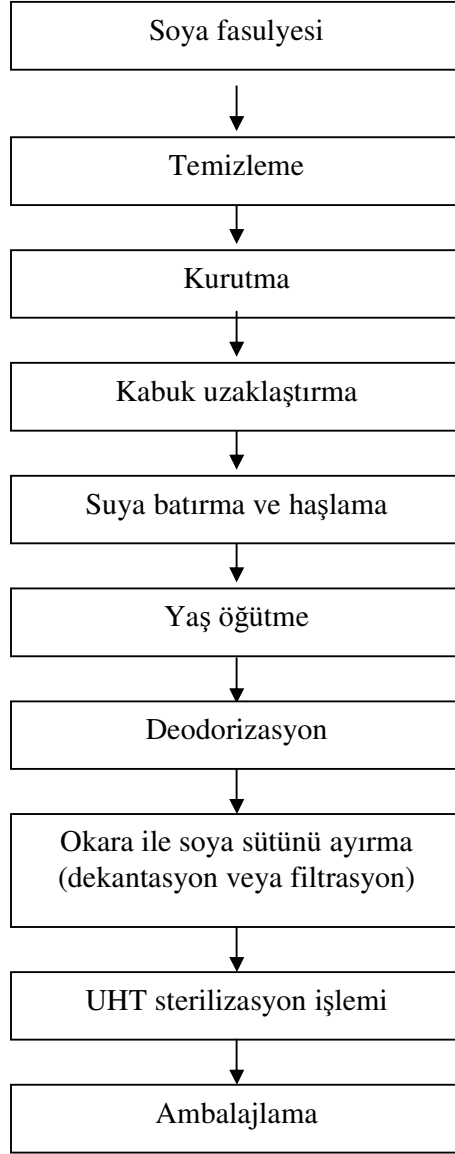 Soya fasulyesi
Temizleme
Kurutma
Kabuk uzaklaştırma
Suya batırma ve haşlama
Yaş öğütme
Deodorizasyon
Okara ile soya sütünü ayırma
(dekantasyon veya filtrasyon)
UHT sterilizasyon işlemi
Ambalajlama